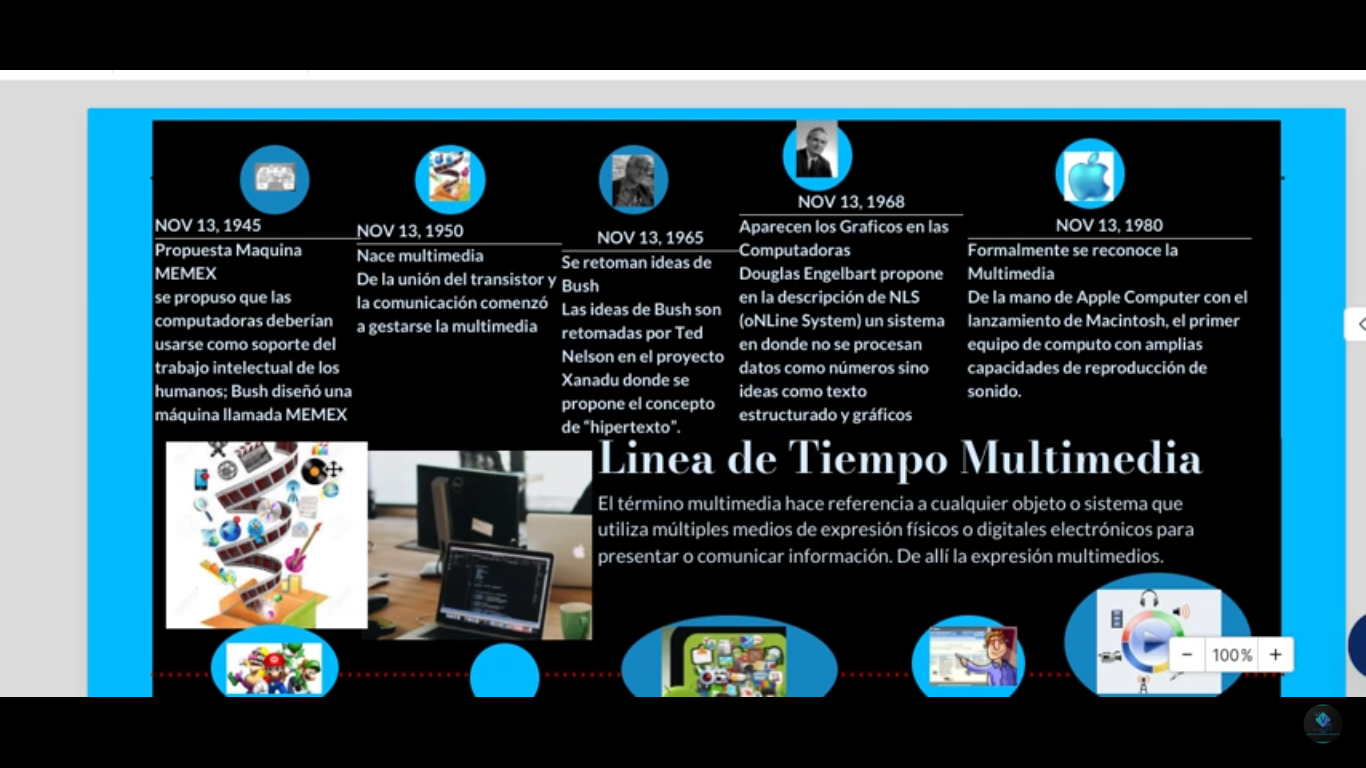 NOV 13, 1945
Propuesta Maquina
MEMEX
se propuso que las
computadoras deberían
usarse como soporte del
trabajo intelectual de los
humanos; Bush diseñó una
máquina llamada MEMEX
NOV 13, 1950
Nace multimedia
De la unión del transistor y
la comunicación comenzó
a gestarse la multimedia
NOV 13, 1965
Se retoman ideas de
Bush
Las ideas de Bush son
retomadas por Ted
Nelson en el proyecto
Xanadu donde se
propone el concepto
de “hipertexto”.
NOV 13, 1968
Aparecen los Graficos en las
Computadoras
Douglas Engelbart propone
en la descripción de NLS
(oNLine System) un sistema
en donde no se procesan
datos como números sino
ideas como texto
estructurado y gráficos
NOV 13, 1980
Formalmente se reconoce la
Multimedia
De la mano de Apple Computer con el
lanzamiento de Macintosh, el primer
equipo de computo con amplias
capacidades de reproducción de
sonido.
Linea de Tiempo Multimedia
El término multimedia hace referencia a cualquier objeto o sistema que
utiliza múltiples medios de expresión físicos o digitales electrónicos para
presentar o comunicar información. De allí la expresión multimedios.
− 100% +